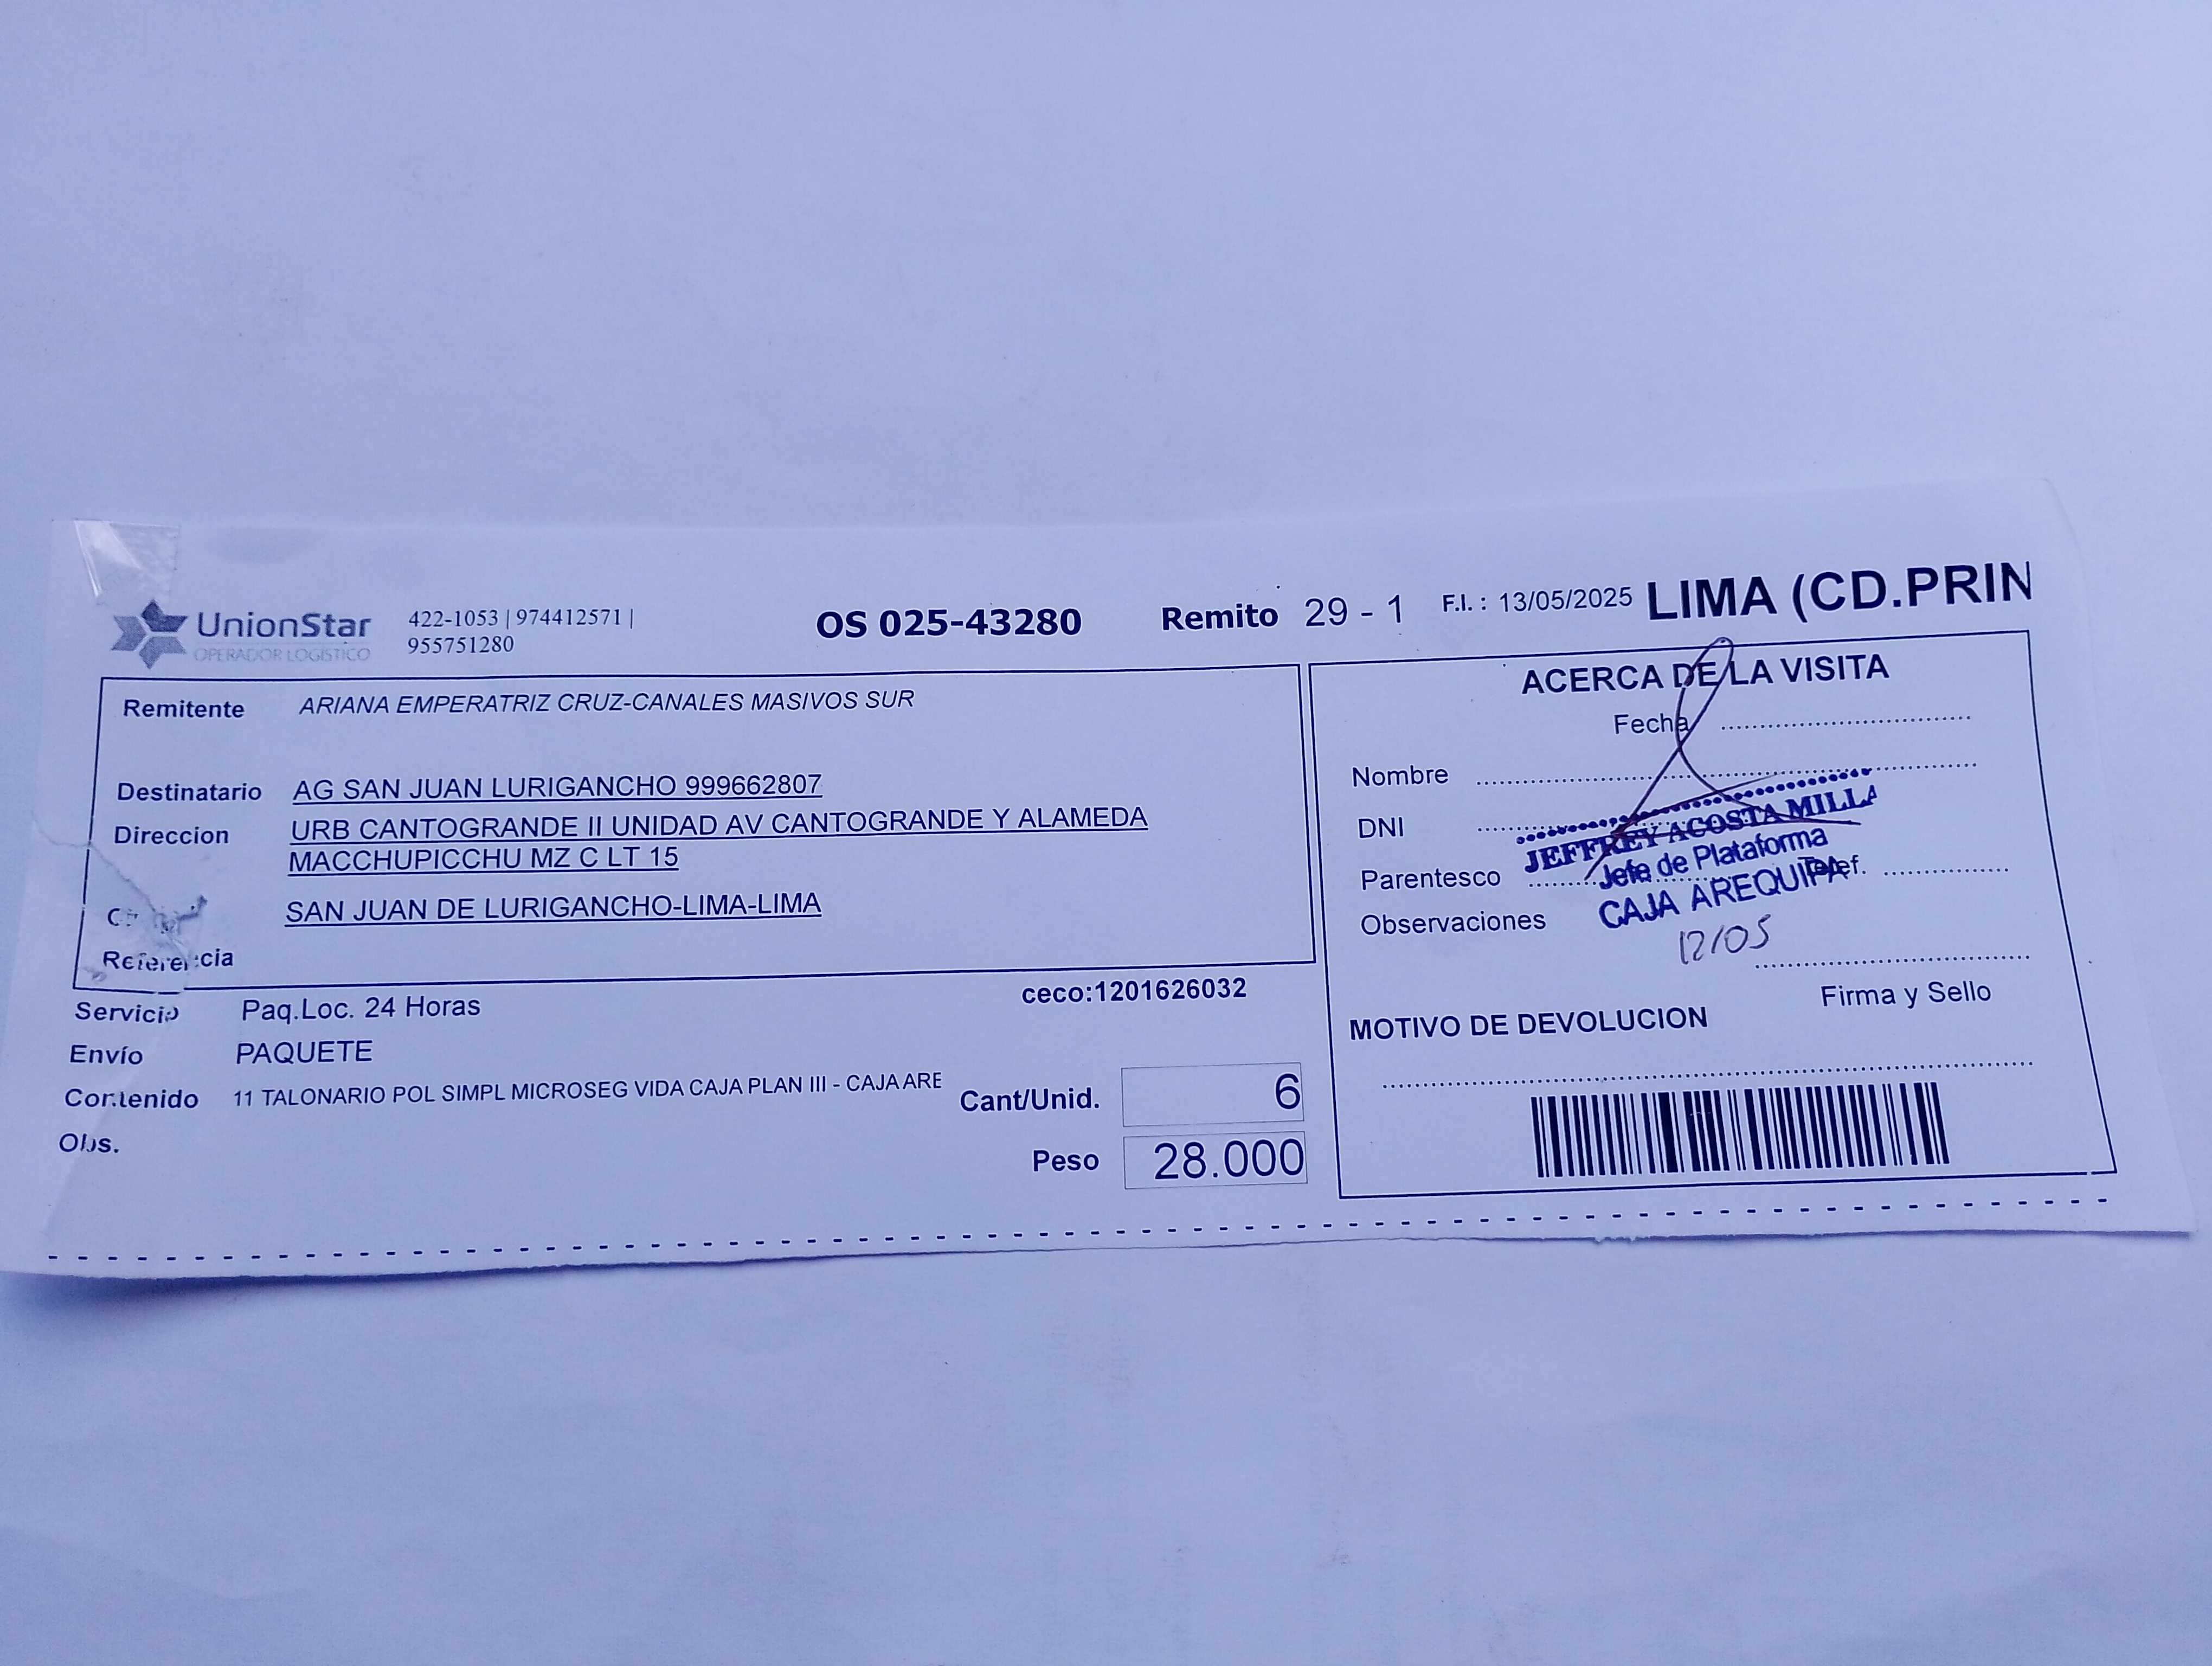 UnionStar
OPERADOR LOGÍSTICO
422-1053 | 974412571 |
955751280
OS 025-43280
Remito 29 - 1
F.I. : 13/05/2025
LIMA (CD.PRIN
Remitente ARIANA EMPERATRIZ CRUZ-CANALES MASIVOS SUR
Destinatario AG SAN JUAN LURIGANCHO 999662807
Direccion URB CANTOGRANDE II UNIDAD AV CANTOGRANDE Y ALAMEDA
MACCHUPICCHU MZ C LT 15
SAN JUAN DE LURIGANCHO-LIMA-LIMA
Referencia
Servicio Paq.Loc. 24 Horas
ceco:1201626032
Envío PAQUETE
Contenido 11 TALONARIO POL SIMPL MICROSEG VIDA CAJA PLAN III - CAJA ARE
Cant/Unid. 6
Obs.
Peso 28.000
ACERCA DE LA VISITA
Fecha
Nombre
DNI
JEFFREY ACOSTA MILLA
Jefe de Plataforma
Parentesco
Telef.
CAJA AREQUIPA
Observaciones
12/05
Firma y Sello
MOTIVO DE DEVOLUCION